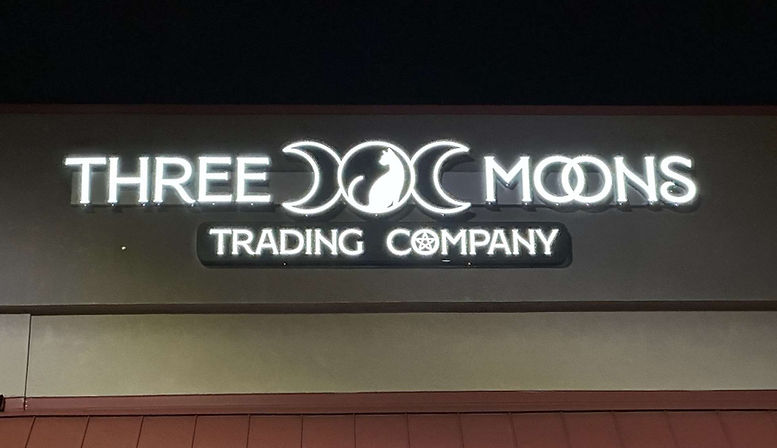 THREE MOONS
TRADING COMPANY